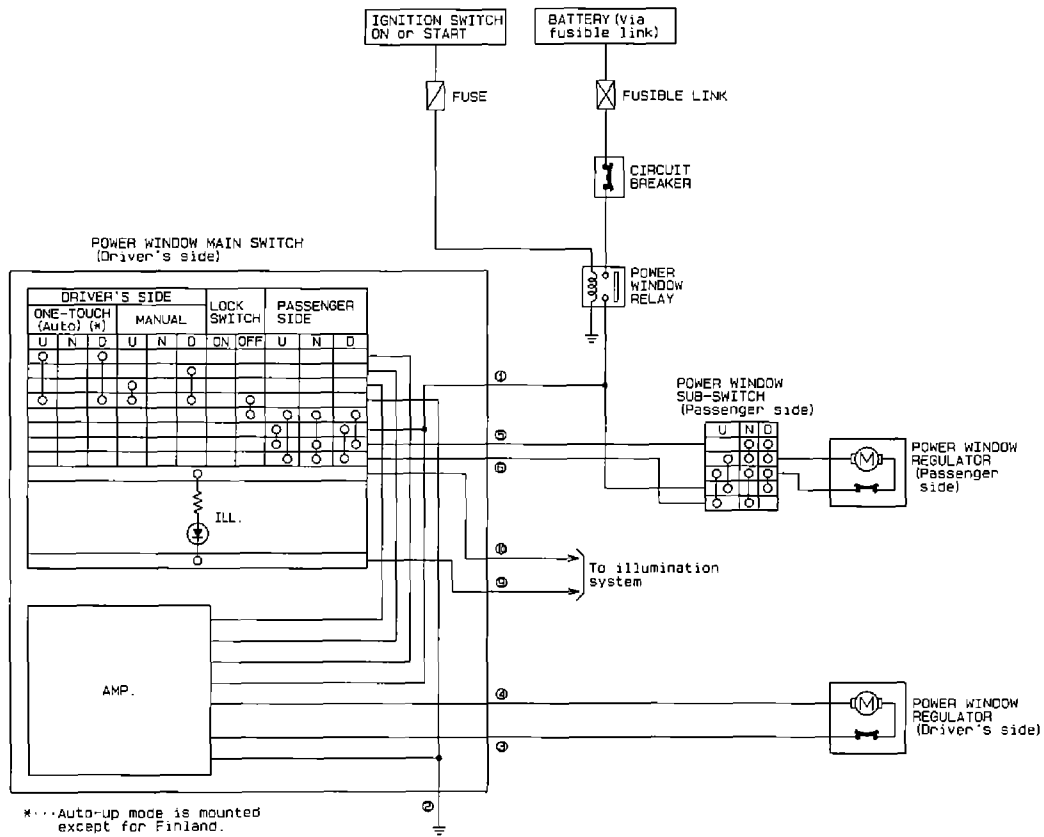 IGNITION SWITCH
ON or START
BATTERY (Via
fusible link)
FUSE
FUSIBLE LINK
CIRCUIT
BREAKER
POWER WINDOW MAIN SWITCH
(Driver's side)
POWER
WINDOW
RELAY
DRIVER'S SIDE
ONE-TOUCH
(Auto) (*)
MANUAL
LOCK
SWITCH
PASSENGER
SIDE
U N D U N D ON OFF U N D
①
POWER WINDOW
SUB-SWITCH
(Passenger side)
U N D
⑤
⑥
M
POWER WINDOW
REGULATOR
(Passenger
side)
ILL.
⑩
⑨
To illumination
system
AMP.
④
③
M
POWER WINDOW
REGULATOR
(Driver's side)
②
*···Auto-up mode is mounted
except for Finland.